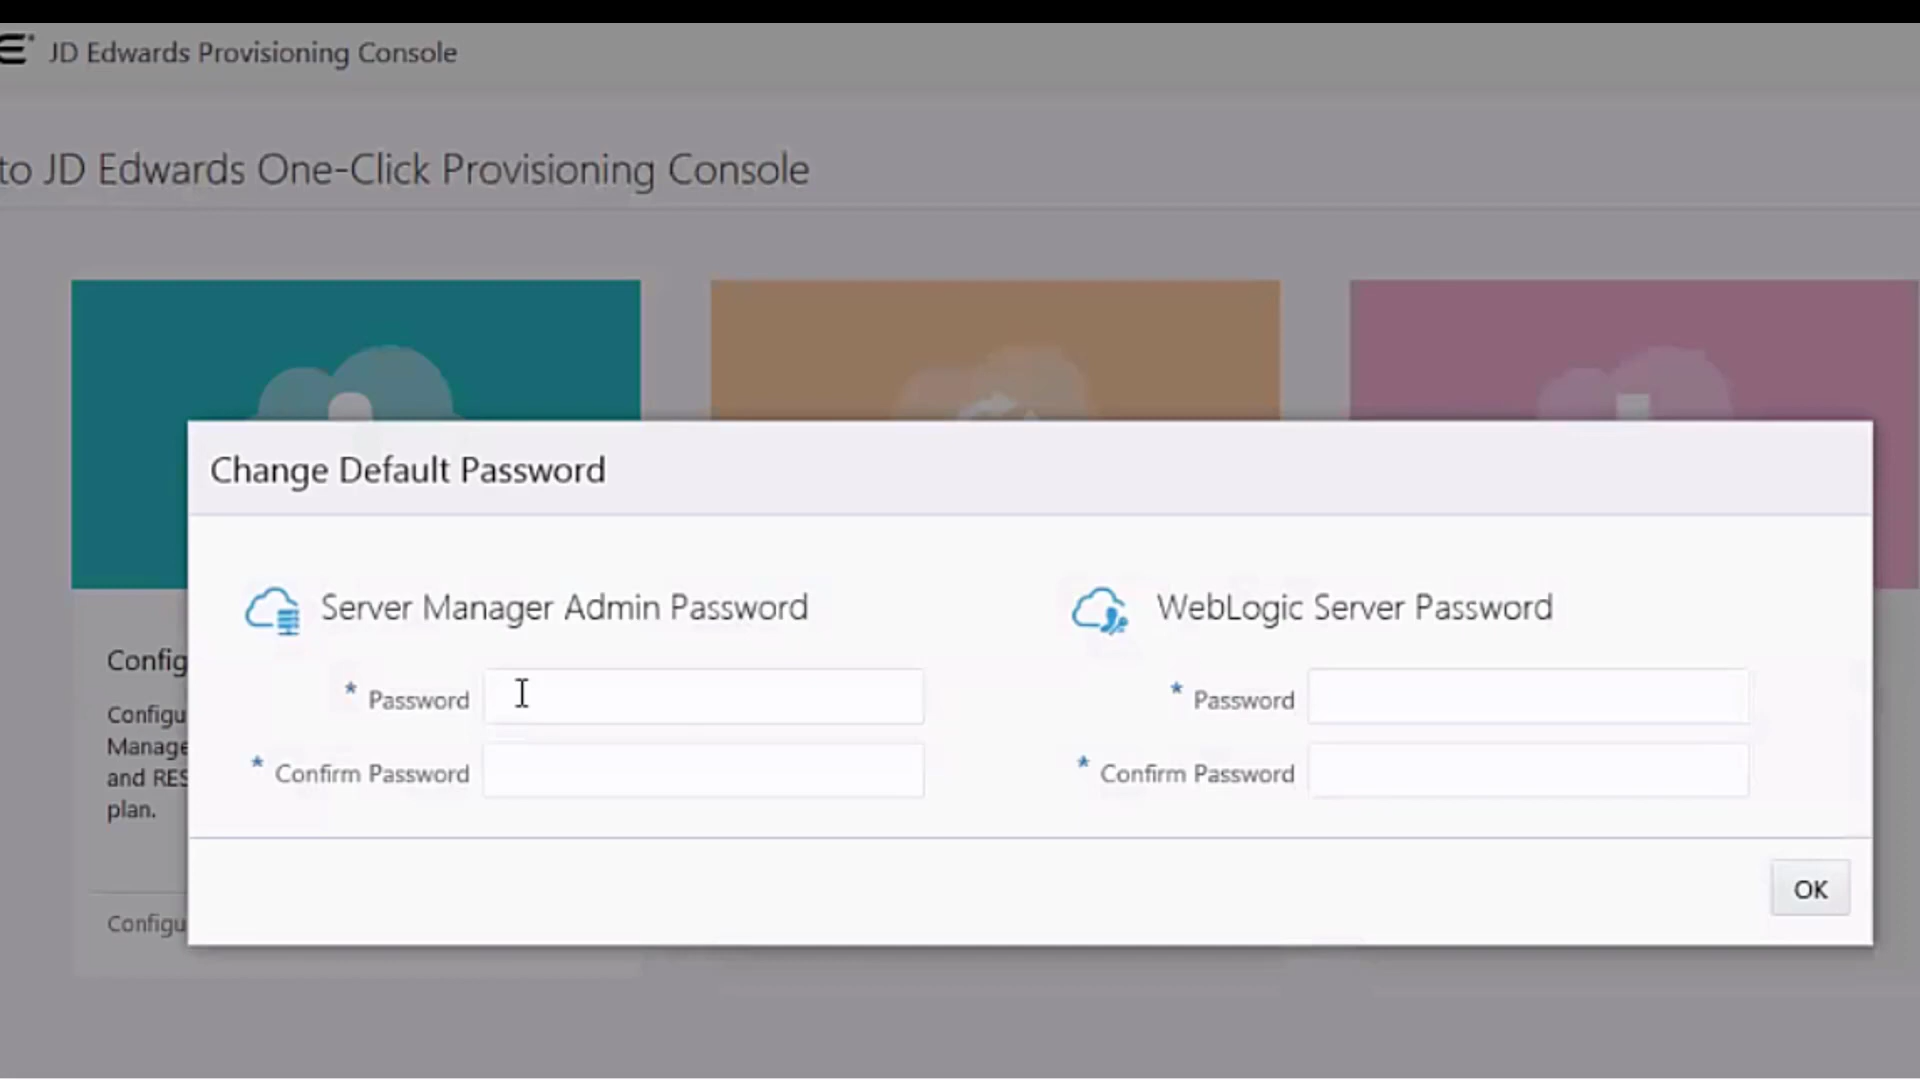 JD Edwards Provisioning Console
to JD Edwards One-Click Provisioning Console
Change Default Password
Server Manager Admin Password
* Password
* Confirm Password
WebLogic Server Password
* Password
* Confirm Password
OK
Config
Configu
Manage
and RES
plan.
Configu